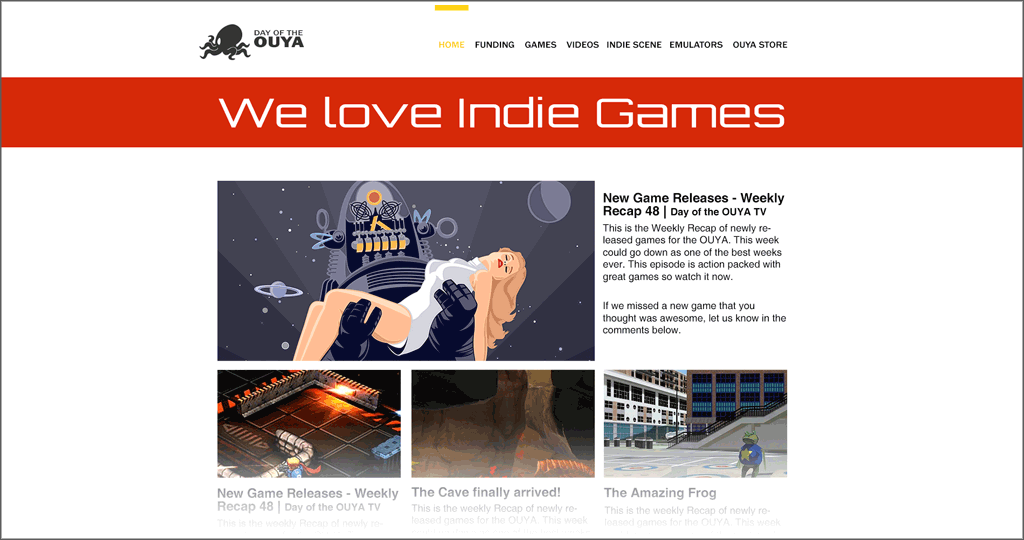 DAY OF THE
OUYA
HOME FUNDING GAMES VIDEOS INDIE SCENE EMULATORS OUYA STORE
We love Indie Games
New Game Releases - Weekly
Recap 48 | Day of the OUYA TV
This is the Weekly Recap of newly re-
leased games for the OUYA. This week
could go down as one of the best weeks
ever. This episode is action packed with
great games so watch it now.
If we missed a new game that you
thought was awesome, let us know in the
comments below.
New Game Releases - Weekly
Recap 48 | Day of the OUYA TV
This is the weekly Recap of newly re-
The Cave finally arrived!
This is the weekly Recap of newly re-
leased games for the OUYA. This week
The Amazing Frog
This is the weekly Recap of newly re-
leased games for the OUYA. This week